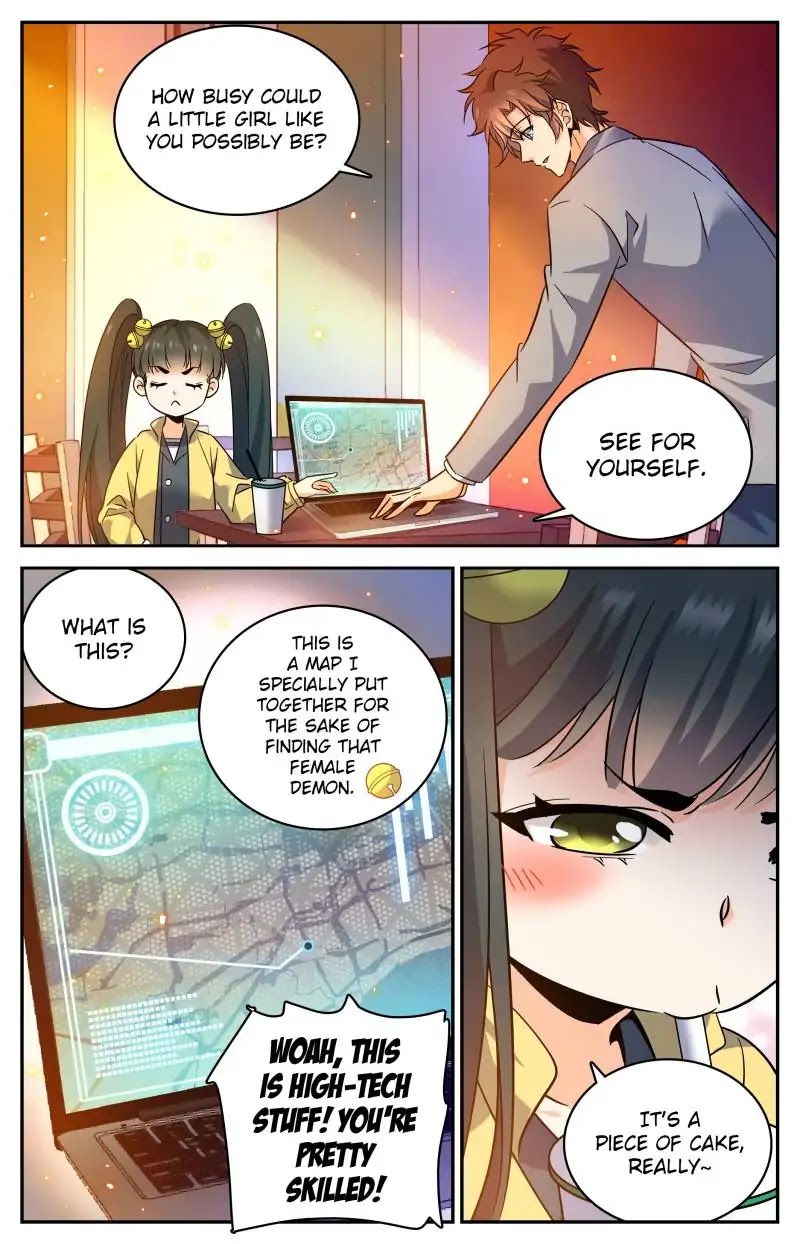 HOW BUSY COULD
A LITTLE GIRL LIKE
YOU POSSIBLY BE?
SEE FOR
YOURSELF.
WHAT IS
THIS?
THIS IS
A MAP I
SPECIALLY PUT
TOGETHER FOR
THE SAKE OF
FINDING THAT
FEMALE
DEMON.
WOAH, THIS
IS HIGH-TECH
STUFF! YOU'RE
PRETTY
SKILLED!
IT'S A
PIECE OF CAKE,
REALLY~